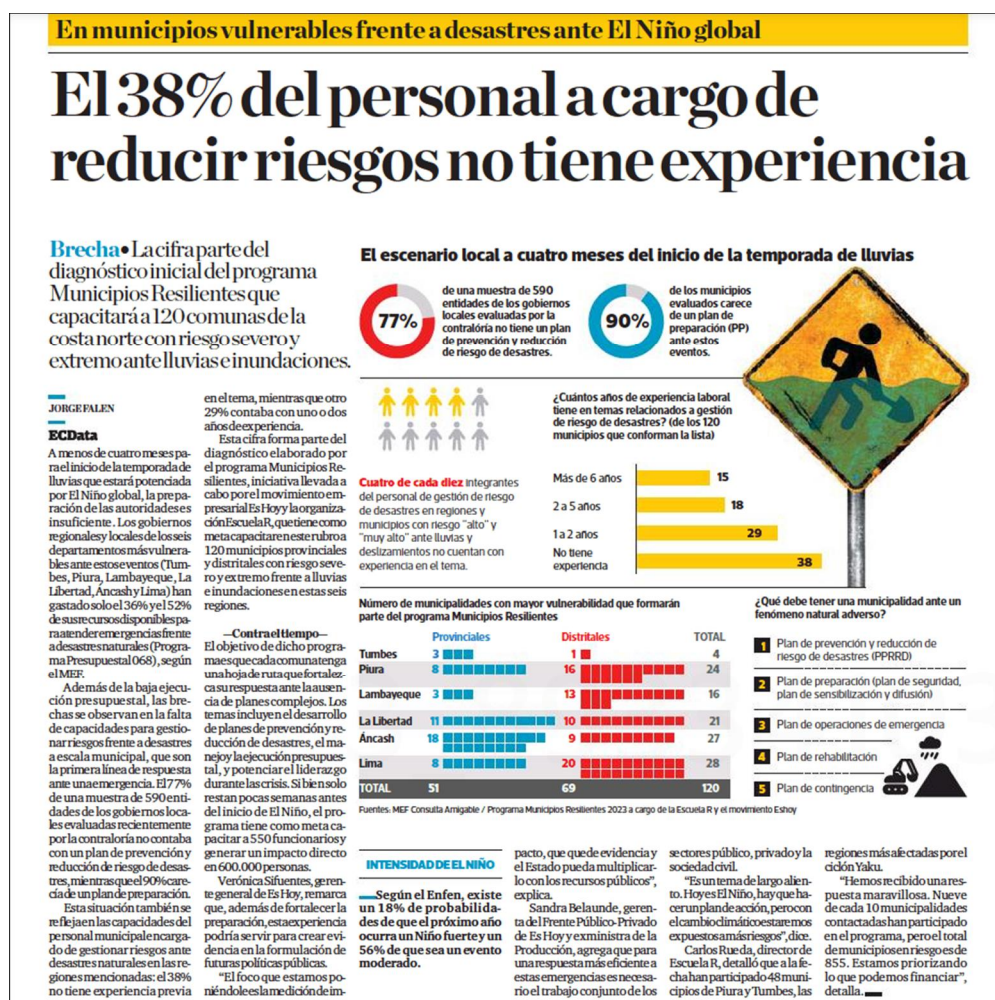 En municipios vulnerables frente a desastres ante El Niño global
El 38% del personal a cargo de
reducir riesgos no tiene experiencia
Brecha• La cifra parte del
diagnóstico inicial del programa
Municipios Resilientes que
capacitará a 120 comunas de la
costa norte con riesgo severo y
extremo ante lluvias e inundaciones.
JORGE FALEN
ECData
A menos de cuatro meses pa-
ra el inicio de la temporada de
lluvias que estará potenciada
por El Niño global, la prepa-
ración de las autoridades es
insuficiente. Los gobiernos
regionales y locales de los seis
departamentos más vulnera-
bles ante estos eventos (Tum-
bes, Piura, Lambayeque, La
Libertad, Áncash y Lima) han
gastado solo el 36% y el 52%
de sus recursos disponibles pa-
ra atender emergencias frente
a desastres naturales (Progra-
ma Presupuestal 068), según
el MEF.
Además de la baja ejecu-
ción presupuestal, las bre-
chas se observan en la falta
de capacidades para gestio-
nar riesgos frente a desastres
a escala municipal, que son
la primera línea de respuesta
ante una emergencia. El 77%
de una muestra de 590 enti-
dades de los gobiernos loca-
les evaluadas recientemente
por la contraloría no contaba
con un plan de prevención y
reducción de riesgo de desas-
tres, mientras que el 90% care-
cía de un plan de preparación.
Esta situación también se
refleja en las capacidades del
personal municipal encarga-
do de gestionar riesgos ante
desastres naturales en las re-
giones mencionadas: el 38%
no tiene experiencia previa
en el tema, mientras que otro
29% contaba con uno o dos
años de experiencia.
Esta cifra forma parte del
diagnóstico elaborado por
el programa Municipios Re-
silientes, iniciativa llevada a
cabo por el movimiento em-
presarial Es Hoy y la organiza-
ción Escuela R, que tiene como
meta capacitar en este rubro a
120 municipios provinciales
y distritales con riesgo seve-
ro y extremo frente a lluvias
e inundaciones en estas seis
regiones.
—Contra el tiempo—
El objetivo de dicho progra-
ma es que cada comuna tenga
una hoja de ruta que fortalez-
ca su respuesta ante la ausen-
cia de planes complejos. Los
temas incluyen el desarrollo
de planes de prevención y re-
ducción de desastres, el ma-
nejo y la ejecución presupues-
tal, y potenciar el liderazgo
durante las crisis. Si bien solo
restan pocas semanas antes
del inicio de El Niño, el pro-
grama tiene como meta ca-
pacitar a 550 funcionarios y
generar un impacto directo
en 600.000 personas.
Verónica Sifuentes, geren-
te general de Es Hoy, remarca
que, además de fortalecer la
preparación, esta experiencia
podría servir para crear evi-
dencia en la formulación de
futuras políticas públicas.
"El foco que estamos po-
niéndole es la medición de im-
El escenario local a cuatro meses del inicio de la temporada de lluvias
77%
de una muestra de 590
entidades de los gobiernos
locales evaluadas por la
contraloría no tiene un plan
de prevención y reducción
de riesgo de desastres.
90%
de los municipios
evaluados carece
de un plan de
preparación (PP)
ante estos
eventos.
Cuatro de cada diez integrantes
del personal de gestión de riesgo
de desastres en regiones y
municipios con riesgo "alto" y
"muy alto" ante lluvias y
deslizamientos no cuentan con
experiencia en el tema.
¿Cuántos años de experiencia laboral
tiene en temas relacionados a gestión
de riesgo de desastres? (de los 120
municipios que conforman la lista)
Más de 6 años 15
2 a 5 años 18
1 a 2 años 29
No tiene
experiencia 38
Número de municipalidades con mayor vulnerabilidad que formarán
parte del programa Municipios Resilientes
Provinciales Distritales TOTAL
Tumbes 3 1 4
Piura 8 16 24
Lambayeque 3 13 16
La Libertad 11 10 21
Áncash 18 9 27
Lima 8 20 28
TOTAL 51 69 120
Fuentes: MEF Consulta Amigable / Programa Municipios Resilientes 2023 a cargo de la Escuela R y el movimiento Eshoy
¿Qué debe tener una municipalidad ante un
fenómeno natural adverso?
1 Plan de prevención y reducción de
riesgo de desastres (PPRRD)
2 Plan de preparación (plan de seguridad,
plan de sensibilización y difusión)
3 Plan de operaciones de emergencia
4 Plan de rehabilitación
5 Plan de contingencia
INTENSIDAD DE EL NIÑO
—Según el Enfen, existe
un 18% de probabilida-
des de que el próximo año
ocurra un Niño fuerte y un
56% de que sea un evento
moderado.
pacto, que quede evidencia y
el Estado pueda multiplicar-
lo con los recursos públicos",
explica.
Sandra Belaunde, geren-
ta del Frente Público-Privado
de Es Hoy y exministra de la
Producción, agrega que para
una respuesta más eficiente a
estas emergencias es necesa-
rio el trabajo conjunto de los
sectores público, privado y la
sociedad civil.
"Es un tema de largo alien-
to. Hoy es El Niño, hay que ha-
cer un plan de acción, pero con
el cambio climático estaremos
expuestos a más riesgos", dice.
Carlos Rueda, director de
Escuela R, detalló que a la fe-
cha han participado 48 muni-
cipios de Piura y Tumbes, las
regiones más afectadas por el
ciclón Yaku.
"Hemos recibido una res-
puesta maravillosa. Nueve
de cada 10 municipalidades
contactadas han participado
en el programa, pero el total
de municipios en riesgo es de
855. Estamos priorizando
lo que podemos financiar",
detalla.